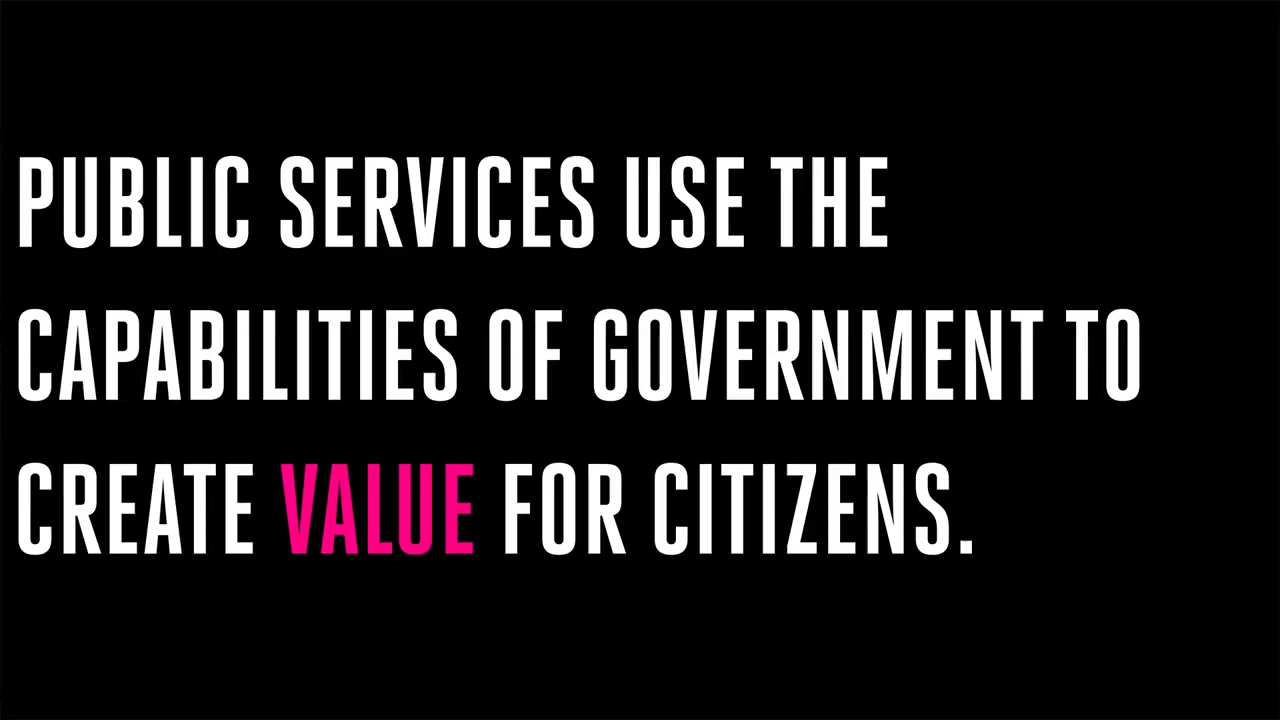 PUBLIC SERVICES USE THE
CAPABILITIES OF GOVERNMENT TO
CREATE VALUE FOR CITIZENS.